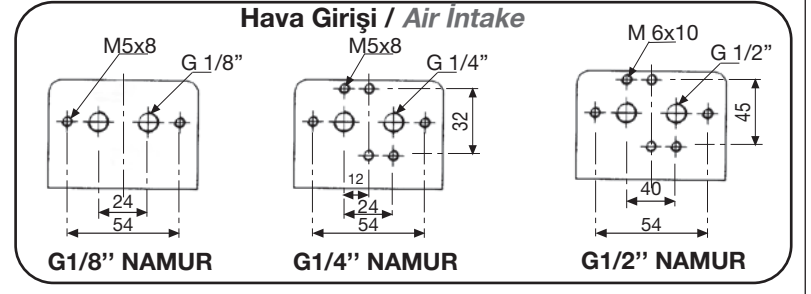 Hava Girişi / Air İntake
M5x8
G 1/8”
24
54
G1/8’’ NAMUR
M5x8
G 1/4”
32
12
24
54
G1/4’’ NAMUR
M 6x10
G 1/2”
45
40
54
G1/2’’ NAMUR